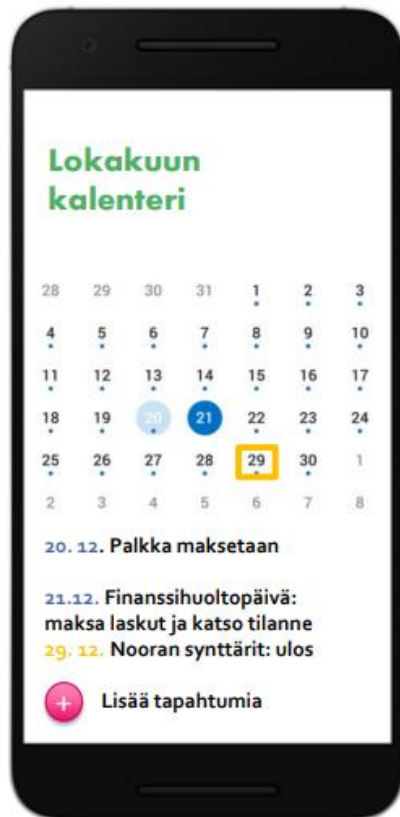 Lokakuun
kalenteri
28 29 30 31 1 2 3
4 5 6 7 8 9 10
11 12 13 14 15 16 17
18 19 20 21 22 23 24
25 26 27 28 29 30 1
2 3 4 5 6 7 8
20. 12. Palkka maksetaan
21.12. Finanssihuoltopäivä:
maksa laskut ja katso tilanne
29. 12. Nooran synttärit: ulos
+ Lisää tapahtumia